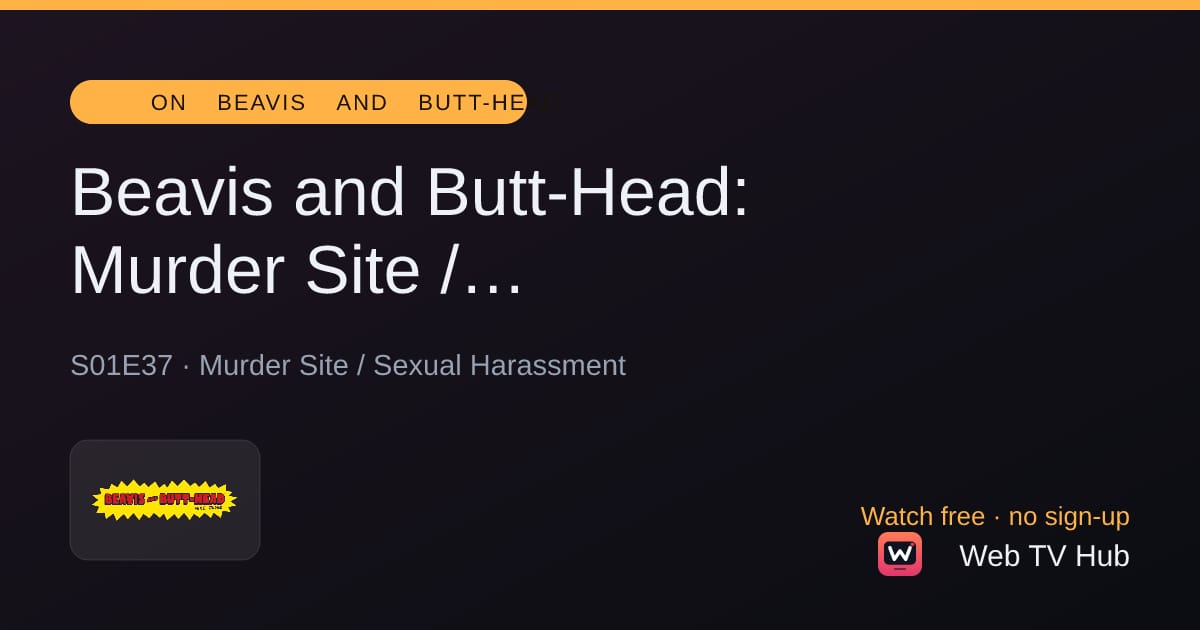 ON BEAVIS AND BUTT-HEAD
Beavis and Butt-Head:
Murder Site /…
S01E37 · Murder Site / Sexual Harassment
BEAVIS AND BUTT-HEAD
Watch free · no sign-up
W
Web TV Hub